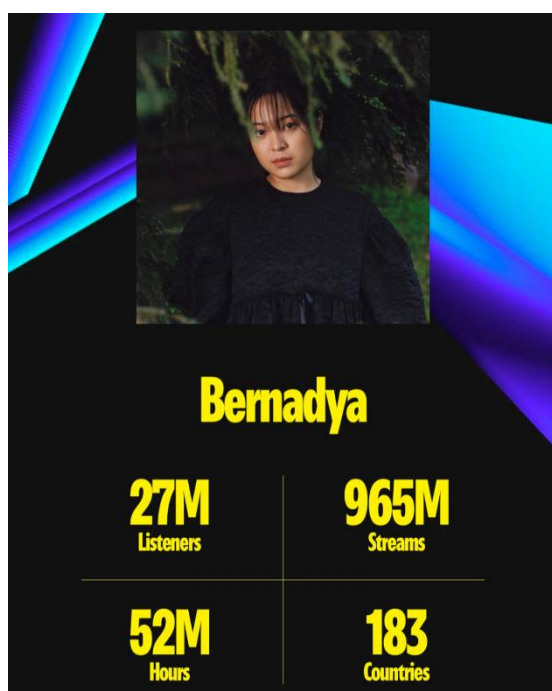 Bernadya
27M
Listeners
965M
Streams
52M
Hours
183
Countries